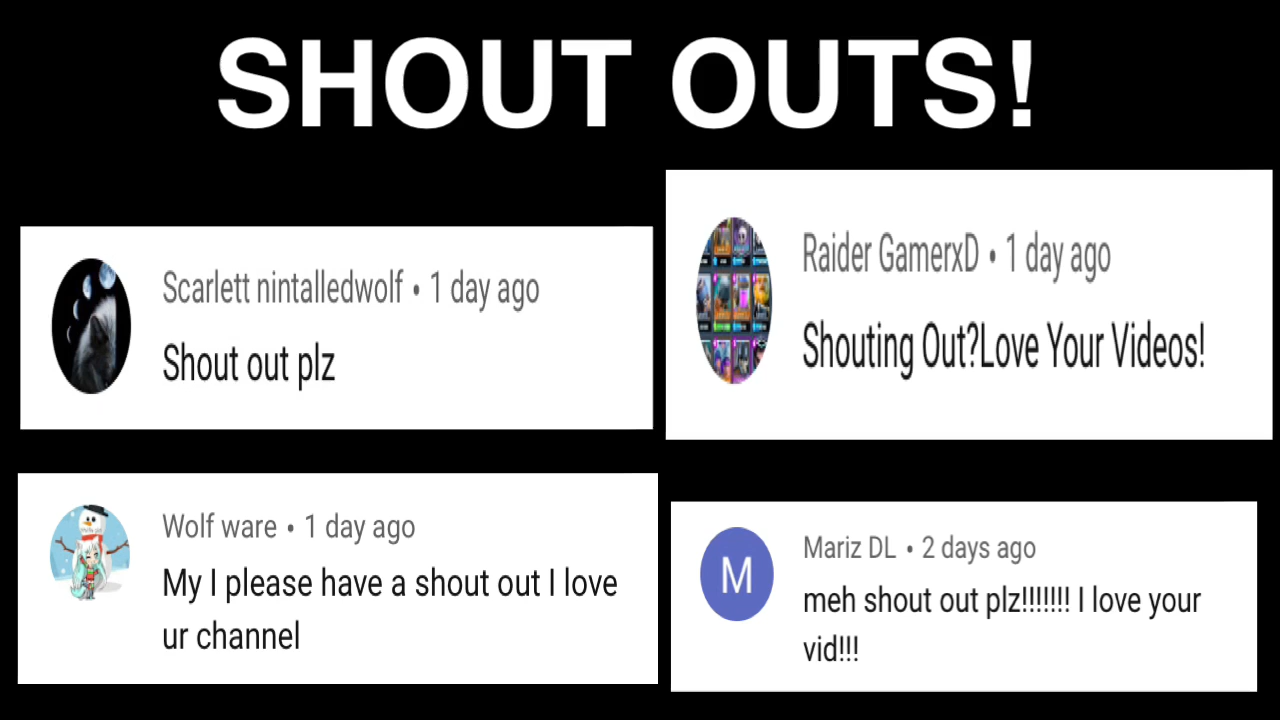 SHOUT OUTS!
Scarlett nintalledwolf • 1 day ago
Shout out plz
Raider GamerxD • 1 day ago
Shouting Out?Love Your Videos!
Wolf ware • 1 day ago
My I please have a shout out I love
ur channel
M
Mariz DL • 2 days ago
meh shout out plz!!!!!!! I love your
vid!!!